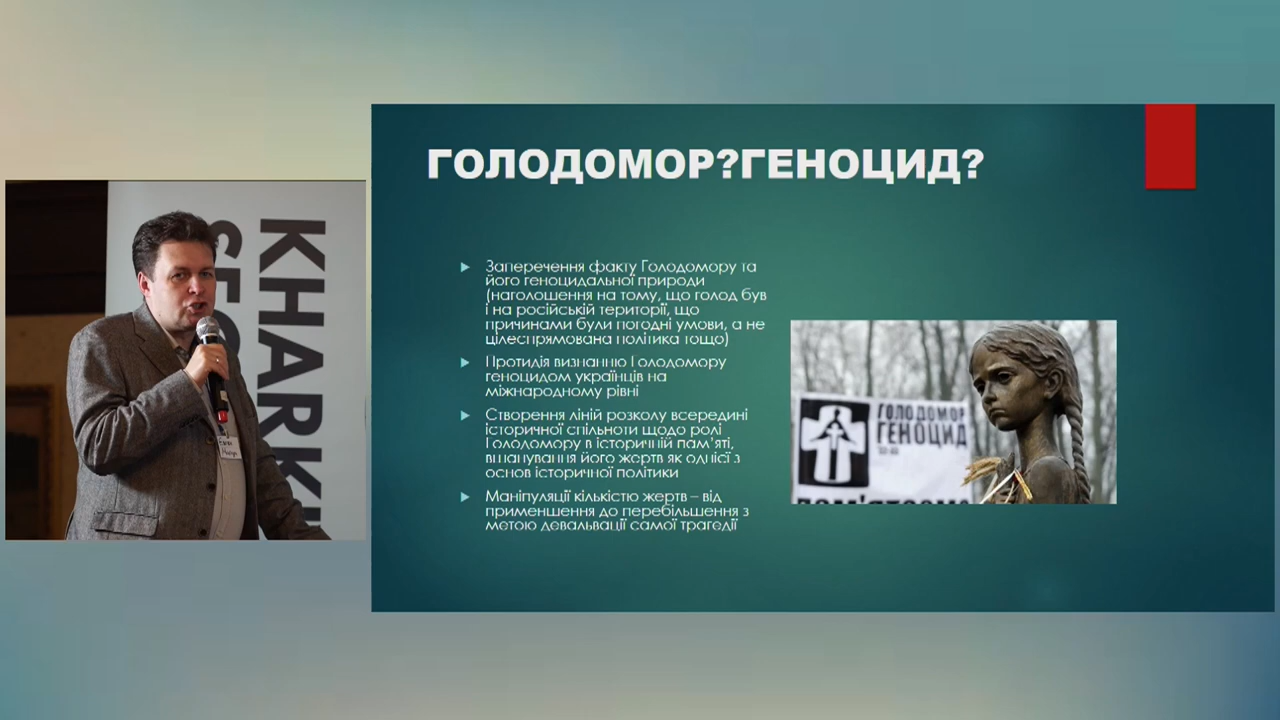 ГОЛОДОМОР?ГЕНОЦИД?
Заперечення факту Голодомору та
його геноцидальної природи
(наголошення на тому, що голод був
і на російській території, що
причинами були погодні умови, а не
цілеспрямована політика тощо)
Протидія визнанню Голодомору
геноцидом українців на
міжнародному рівні
Створення ліній розколу всередині
історичної спільноти щодо ролі
Голодомору в історичній пам’яті,
вшанування його жертв як однієї з
основ історичної політики
Маніпуляції кількістю жертв – від
применшення до перебільшення з
метою девальвації самої трагедії
ГОЛОДОМОР
ГЕНОЦИД
KHARKI